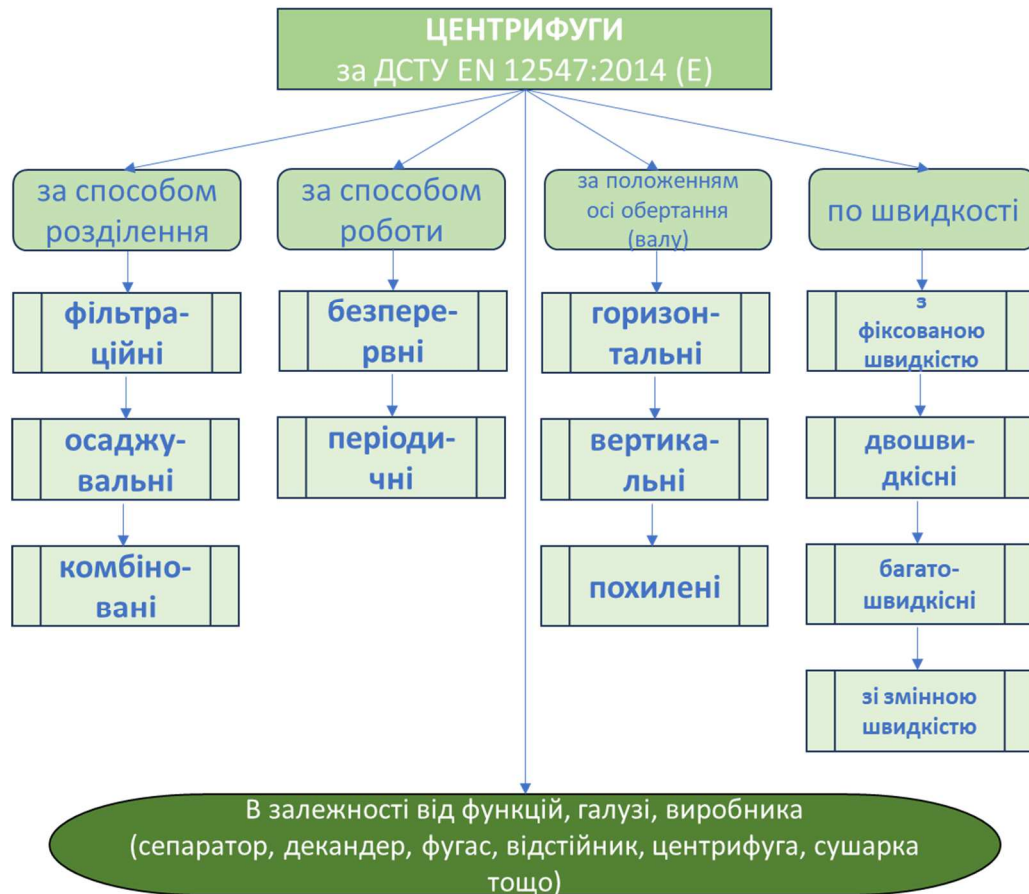 ЦЕНТРИФУГИ
за ДСТУ EN 12547:2014 (Е)
за способом
розділення
за способом
роботи
за положенням
осі обертання
(валу)
по швидкості
фільтра-
ційні
безпере-
рвні
горизон-
тальні
з
фіксованою
швидкістю
осаджу-
вальні
періоди-
чні
вертика-
льні
двошви-
дкісні
комбіно-
вані
похилені
багато-
швидкісні
зі змінною
швидкістю
В залежності від функцій, галузі, виробника
(сепаратор, декандер, фугас, відстійник, центрифуга, сушарка
тощо)